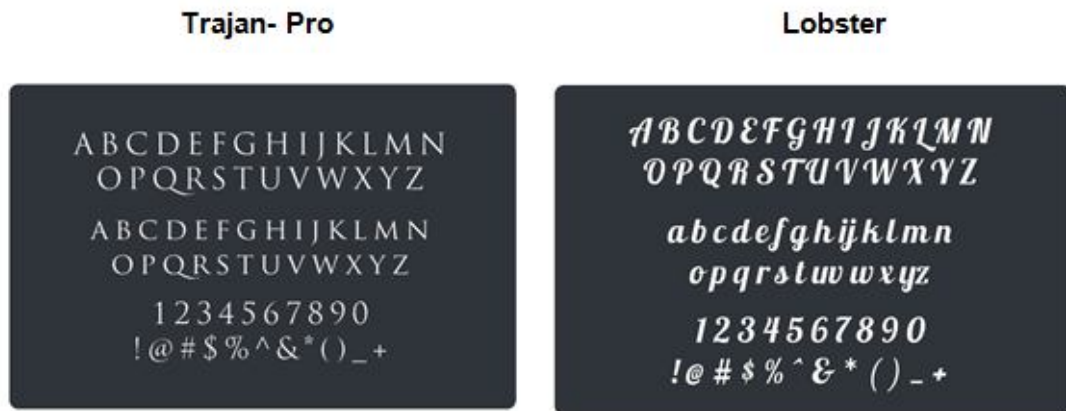 Trajan- Pro
ABCDEFGHIJKLMN
OPQRSTUVWXYZ
ABCDEFGHIJKLMN
OPQRSTUVWXYZ
1234567890
!@#$%^&*()_+
Lobster
ABCDEFGHIJKLMN
OPQRSTUVWXYZ
abcdefghijklmn
opqrstuvwxyz
1234567890
!@#$%^&*()_+